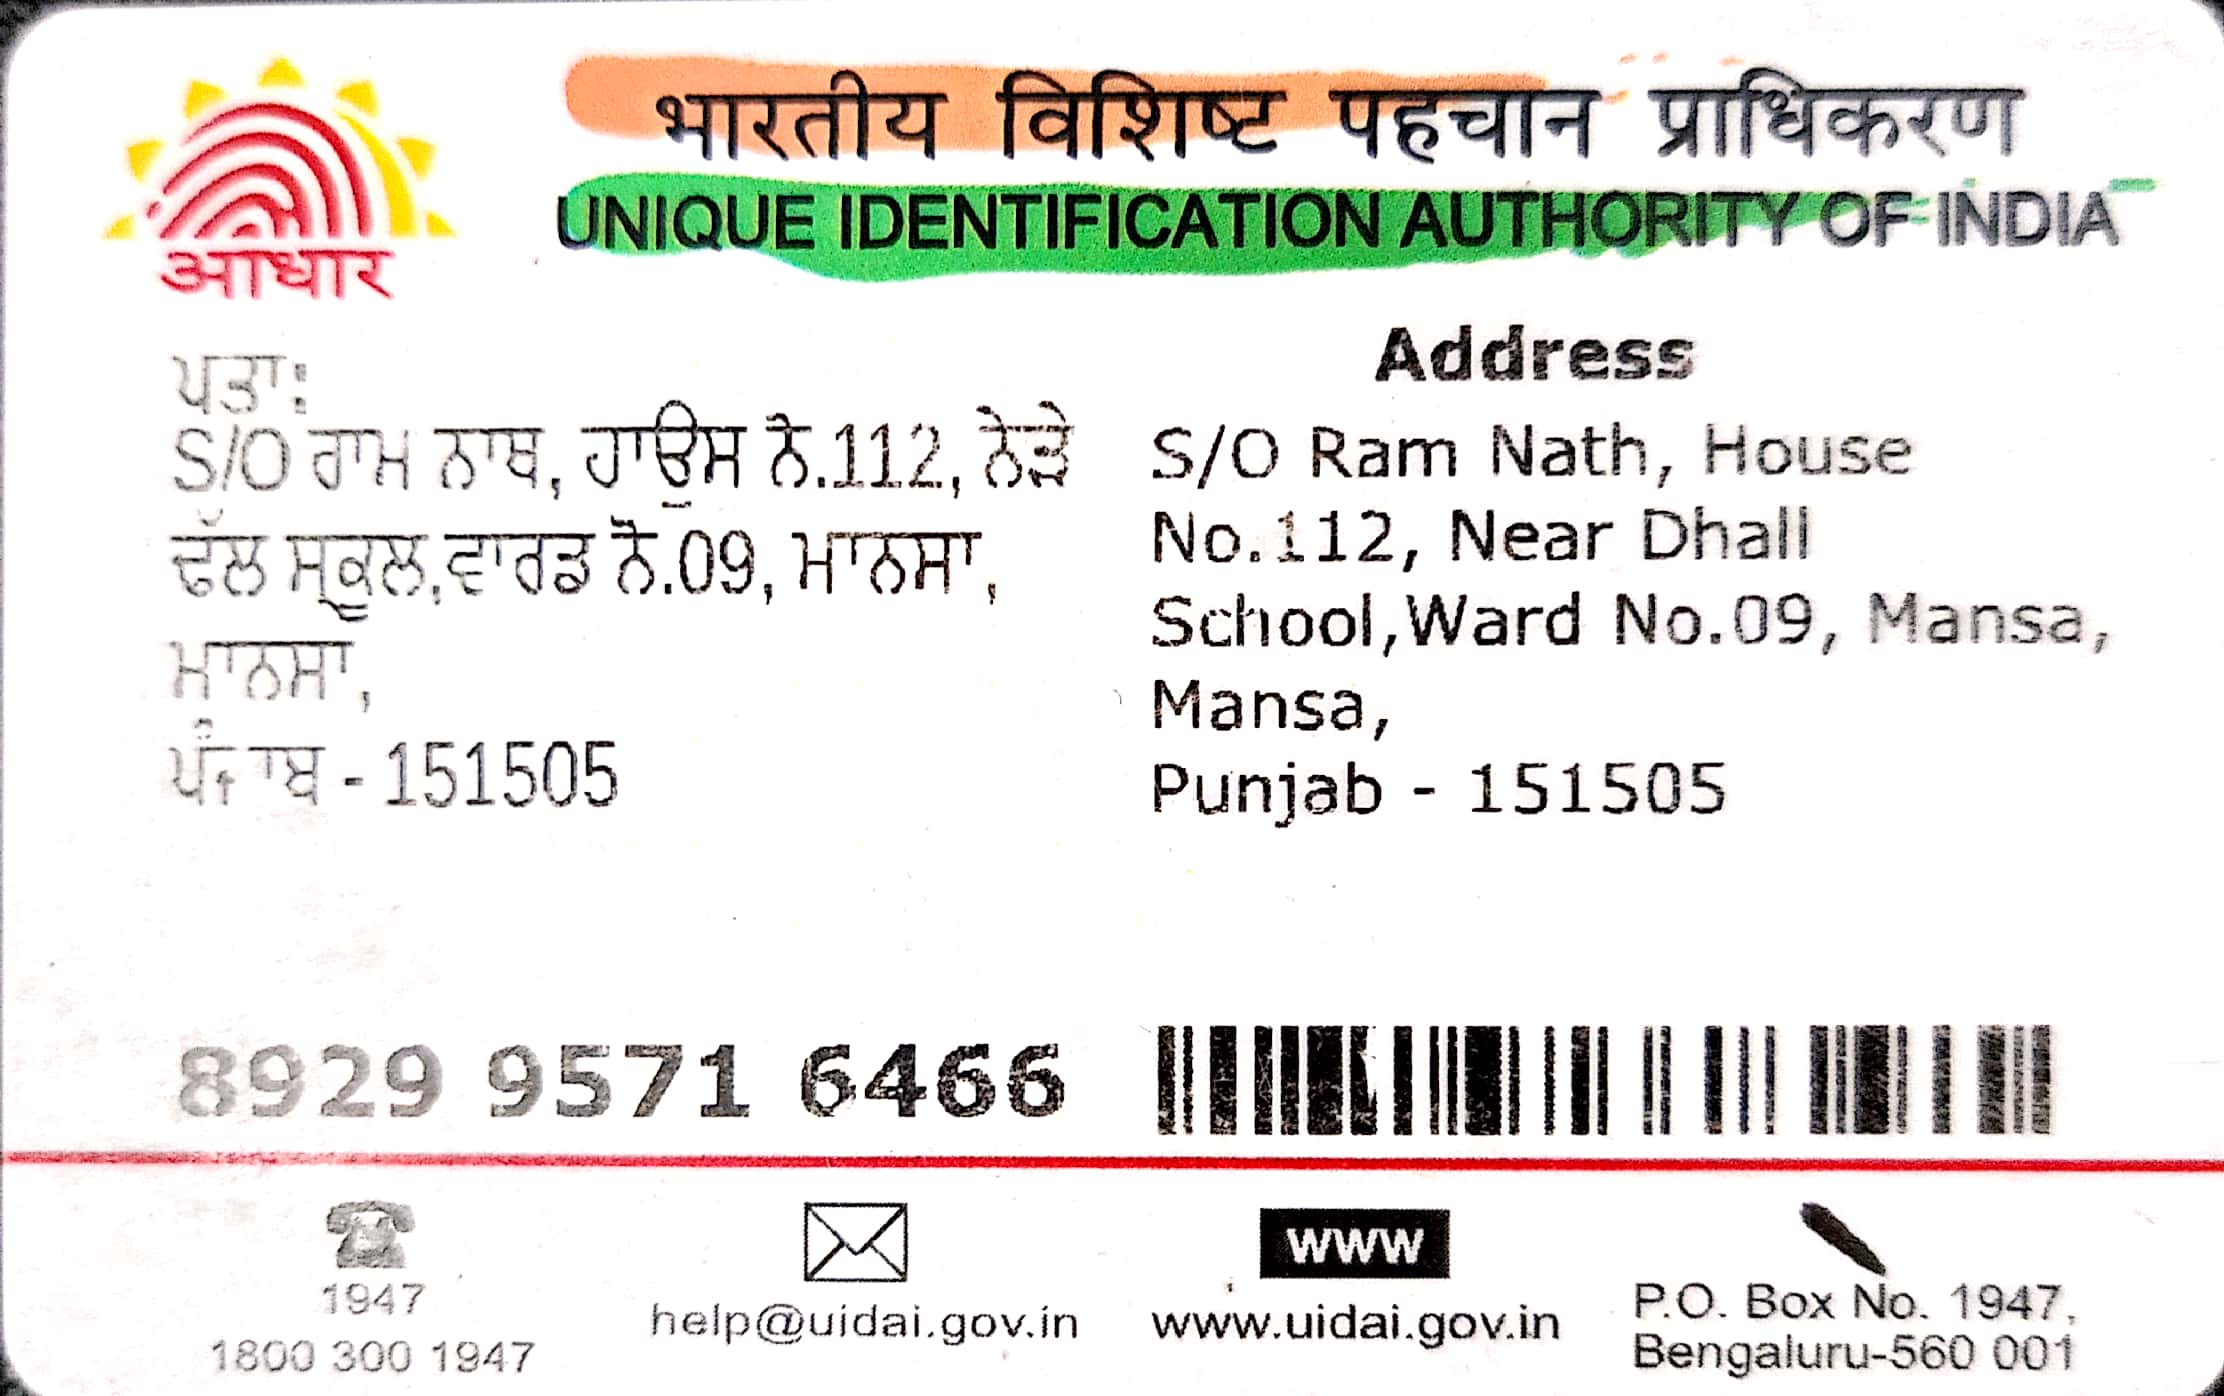 भारतीय विशिष्ट पहचान प्राधिकरण
UNIQUE IDENTIFICATION AUTHORITY OF INDIA
आधार
ਪਤਾ:
S/O ਰਾਮ ਨਾਥ, ਹਾਊਸ ਨੰ.112, ਨੇੜੇ
ਢੱਲ ਸਕੂਲ,ਵਾਰਡ ਨੰ.09, ਮਾਨਸਾ,
ਮਾਨਸਾ,
ਪੰਜਾਬ - 151505
Address
S/O Ram Nath, House
No.112, Near Dhall
School,Ward No.09, Mansa,
Mansa,
Punjab - 151505
8929 9571 6466
1947
1800 300 1947
help@uidai.gov.in
www
www.uidai.gov.in
P.O. Box No. 1947,
Bengaluru-560 001